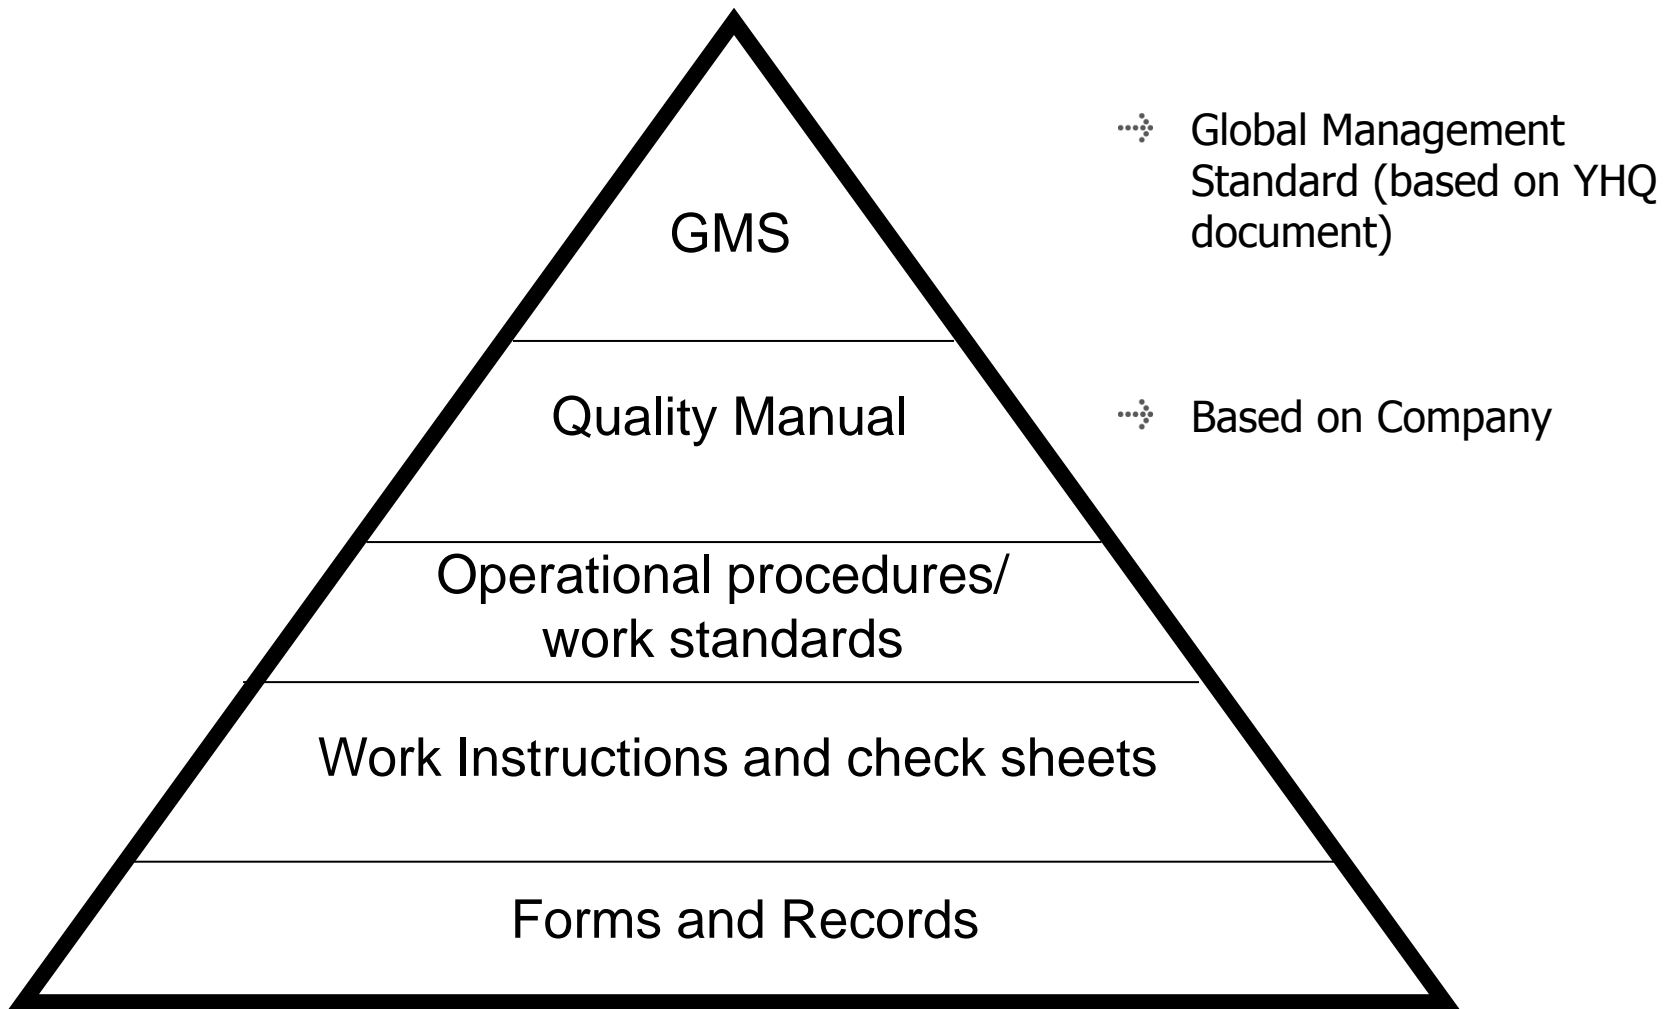 GMS
Global Management
Standard (based on YHQ
document)
Quality Manual
Based on Company
Operational procedures/
work standards
Work Instructions and check sheets
Forms and Records